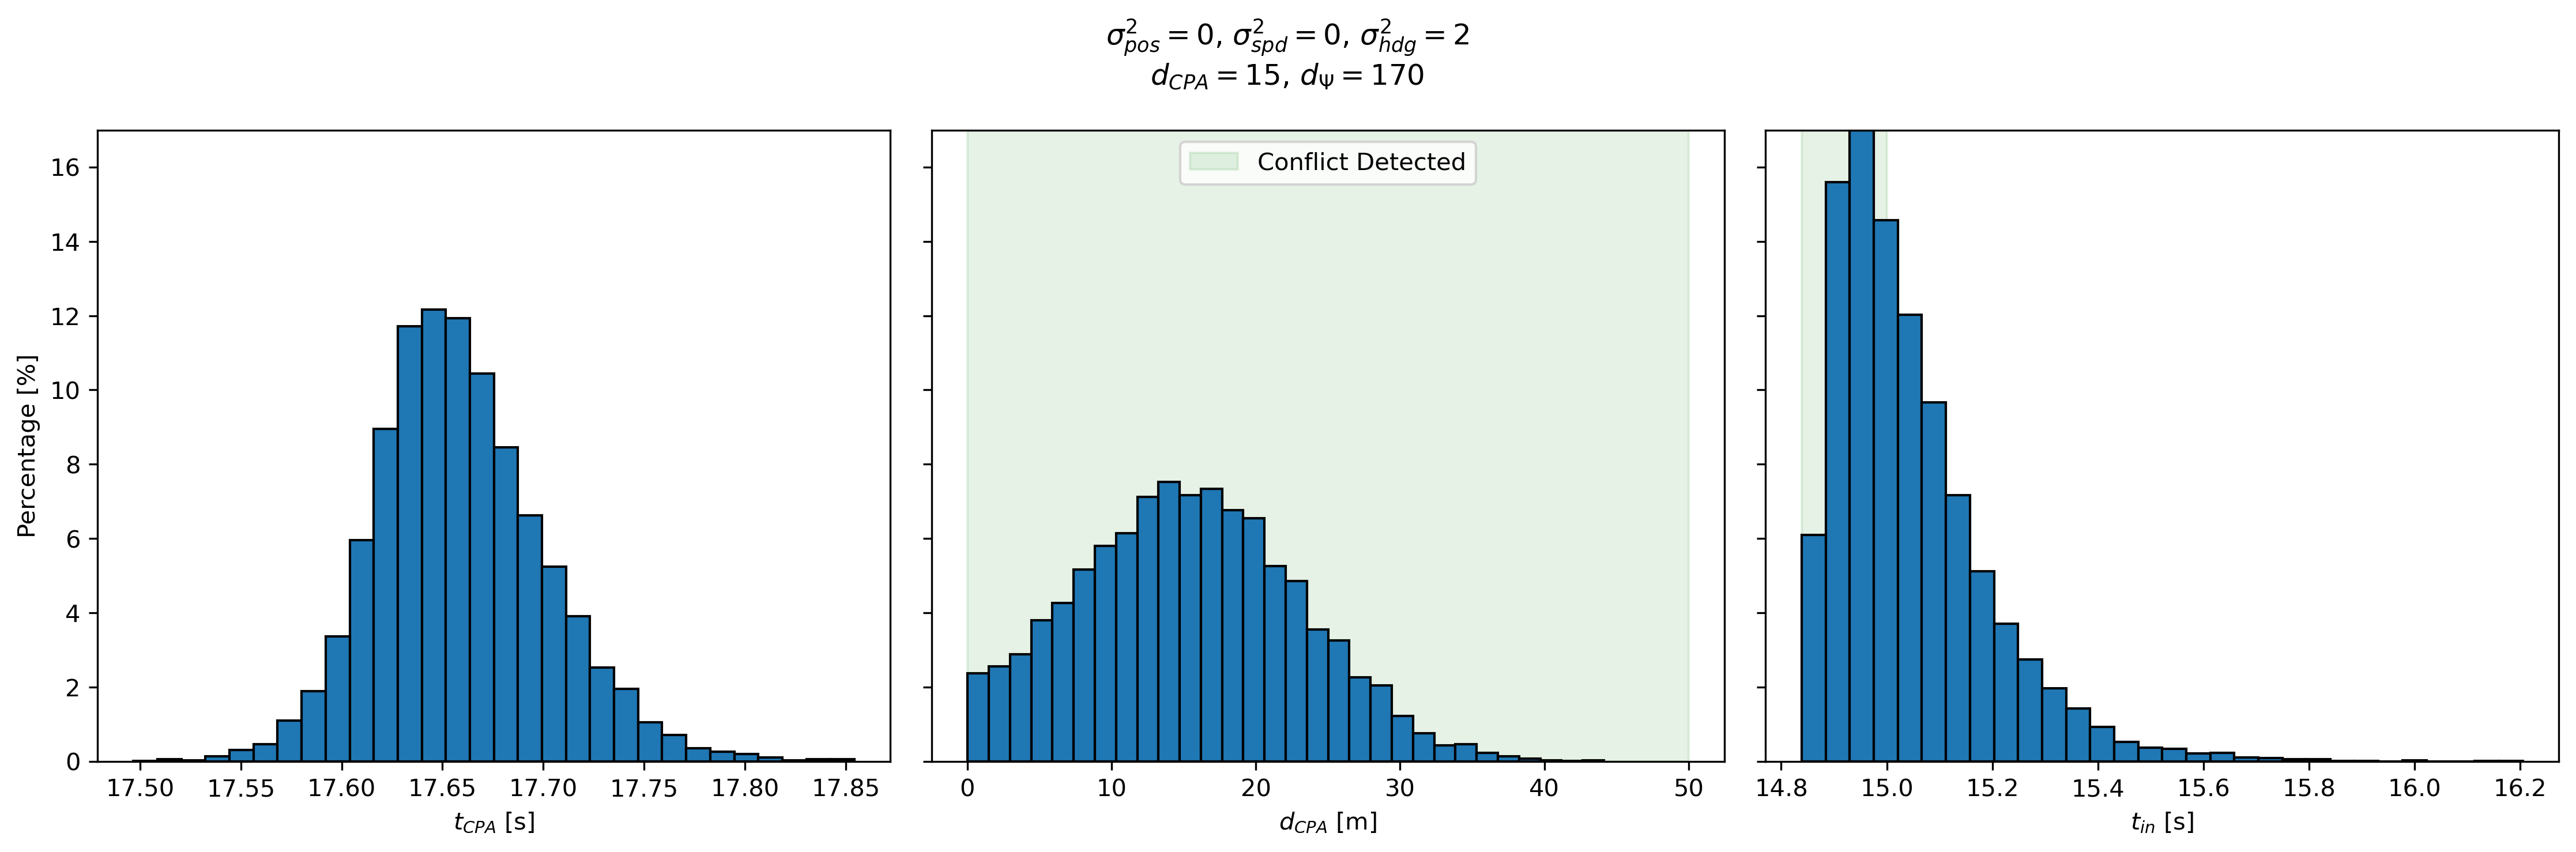 σ²pos = 0, σ²spd = 0, σ²hdg = 2
dCPA = 15, dΨ = 170
Percentage [%]
16
14
12
10
8
6
4
2
0
17.50 17.55 17.60 17.65 17.70 17.75 17.80 17.85
tCPA [s]
Conflict Detected
0 10 20 30 40 50
dCPA [m]
14.8 15.0 15.2 15.4 15.6 15.8 16.0 16.2
tin [s]